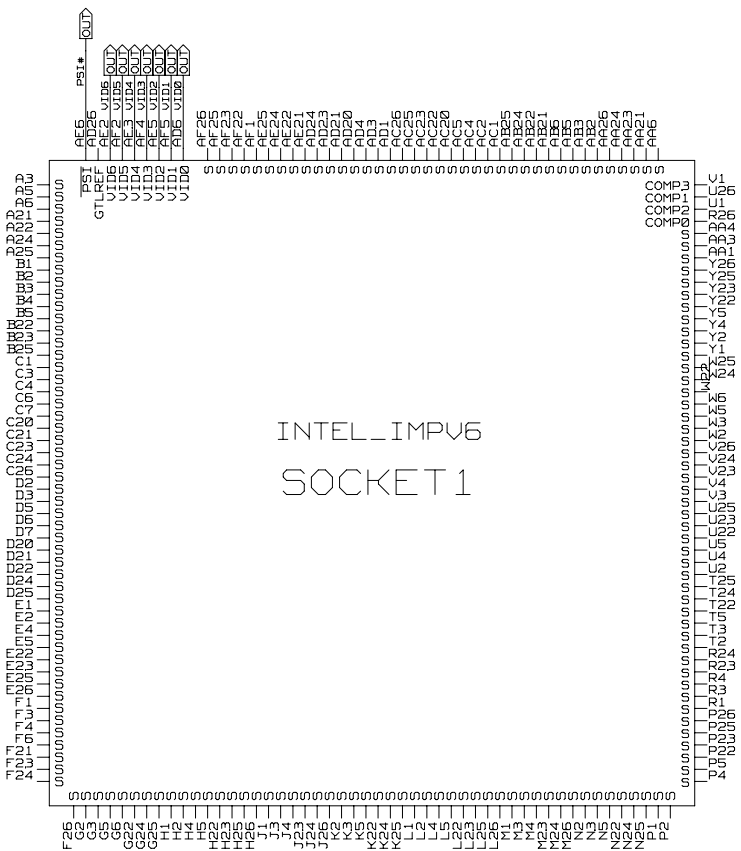 OUT
PSI#
OUT OUT OUT OUT OUT OUT OUT
VID6 VID5 VID4 VID3 VID2 VID1 VID0
AE6 AD26 AE2 AF2 AE3 AF4 AE5 AF5 AD6 AF26 AF25 AF23 AF22 AF1 AE25 AE24 AE22 AE21 AD24 AD23 AD21 AD20 AD4 AD3 AD1 AC26 AC25 AC23 AC22 AC20 AC5 AC4 AC2 AC1 AB25 AB24 AB22 AB21 AB6 AB5 AB3 AB2 AA26 AA24 AA23 AA21 AA6
PSI GTLREF VID6 VID5 VID4 VID3 VID2 VID1 VID0 S S S S S S S S S S S S S S S S S S S S S S S S S S S S S S S S S S S S S S
A3 S COMP3 V1
A5 S COMP1 U26
A6 S COMP2 U1
A21 S COMP0 R26
A22 S S AA4
A24 S S AA3
A25 S S AA1
B1 S S Y26
B2 S S Y25
B3 S S Y23
B4 S S Y22
B5 S S Y5
B22 S S Y4
B23 S S Y2
B25 S S Y1
C1 S S W25
C3 S S W24
C4 S S W22
C6 S S W6
C7 S S W5
C20 S S W3
C21 S S W2
C23 S S V26
C24 S S V24
C26 S S V23
D2 S S V4
D3 S S V3
D5 S S U25
D6 S S U23
D7 S S U22
D20 S S U5
D21 S S U4
D22 S S U2
D24 S S T25
D25 S S T24
E1 S S T22
E2 S S T5
E4 S S T3
E5 S S T2
E22 S S R24
E23 S S R23
E25 S S R4
E26 S S R3
F1 S S R1
F3 S S P26
F4 S S P25
F6 S S P23
F21 S S P22
F23 S S P5
F24 S S P4
INTEL_IMPV6
SOCKET1
S S S S S S S S S S S S S S S S S S S S S S S S S S S S S S S S S S S S S S S S S S S S S S S S S S
F26 G2 G3 G5 G6 G22 G24 G25 H1 H2 H4 H5 H22 H23 H25 H26 J1 J3 J4 J23 J24 J26 K2 K3 K5 K22 K24 K25 L1 L2 L4 L5 L22 L23 L25 L26 M1 M3 M4 M23 M24 M26 N2 N3 N5 N22 N24 N25 P1 P2